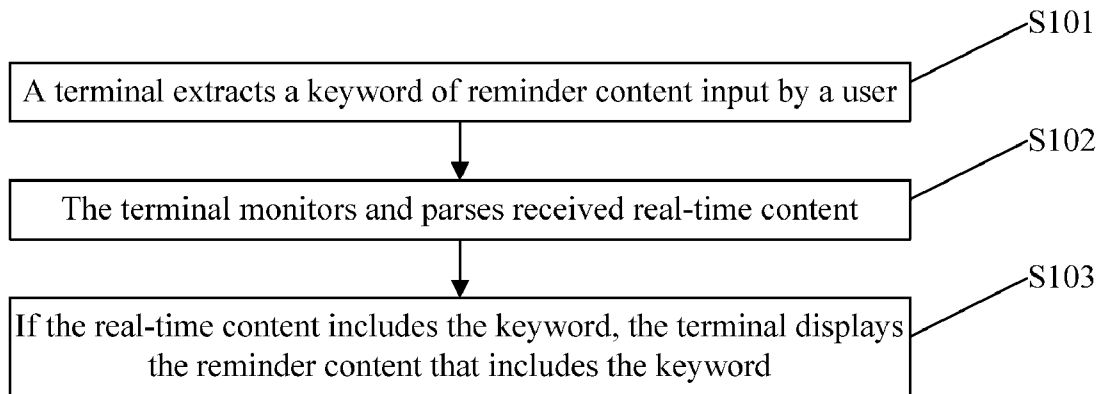 S101
A terminal extracts a keyword of reminder content input by a user
S102
The terminal monitors and parses received real-time content
S103
If the real-time content includes the keyword, the terminal displays
the reminder content that includes the keyword